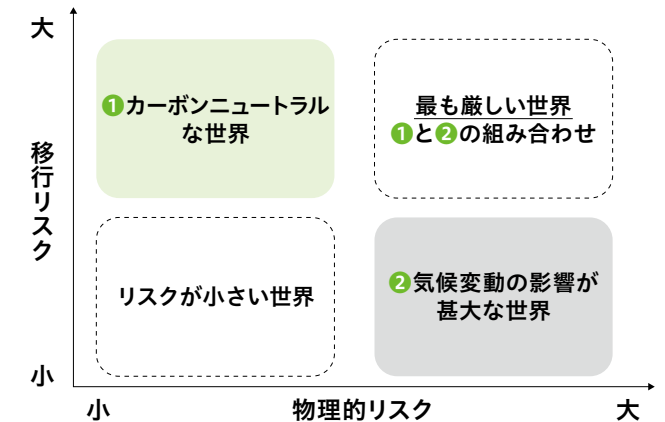 大
❶カーボンニュートラル
な世界
最も厳しい世界
❶と❷の組み合わせ
移行リスク
リスクが小さい世界
❷気候変動の影響が
甚大な世界
小
小
物理的リスク
大